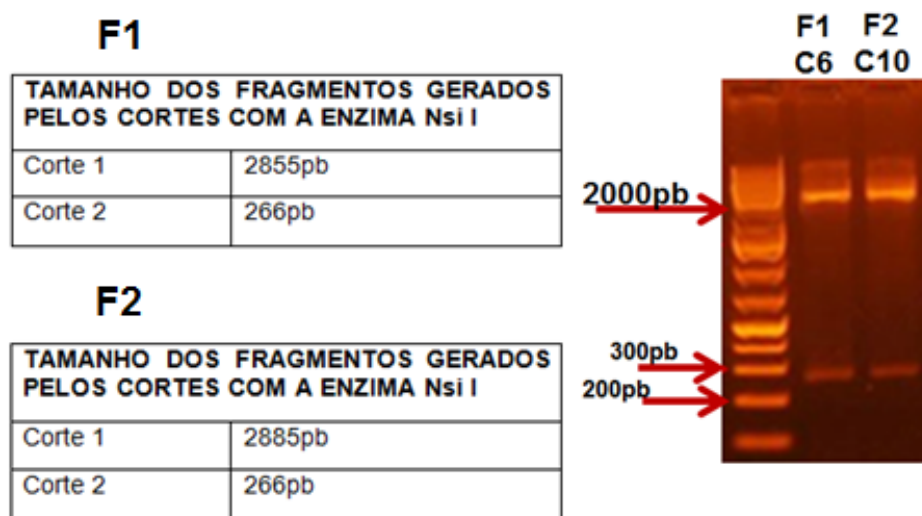 F1
TAMANHO DOS FRAGMENTOS GERADOS
PELOS CORTES COM A ENZIMA Nsi I
Corte 1 2855pb
Corte 2 266pb
F2
TAMANHO DOS FRAGMENTOS GERADOS
PELOS CORTES COM A ENZIMA Nsi I
Corte 1 2885pb
Corte 2 266pb
F1 F2
C6 C10
2000pb
300pb
200pb